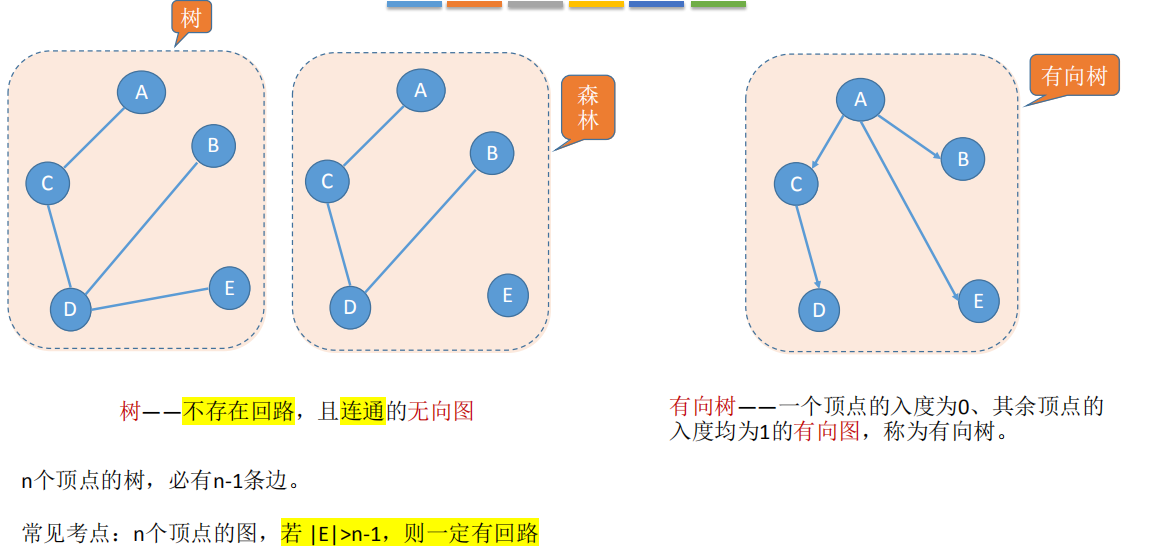 树
A
B
C
D
E
森
林
A
B
C
D
E
有向树
A
B
C
D
E
树——不存在回路，且连通的无向图
n个顶点的树，必有n-1条边。
常见考点：n个顶点的图，若 |E|>n-1，则一定有回路
有向树——一个顶点的入度为0、其余顶点的
入度均为1的有向图，称为有向树。